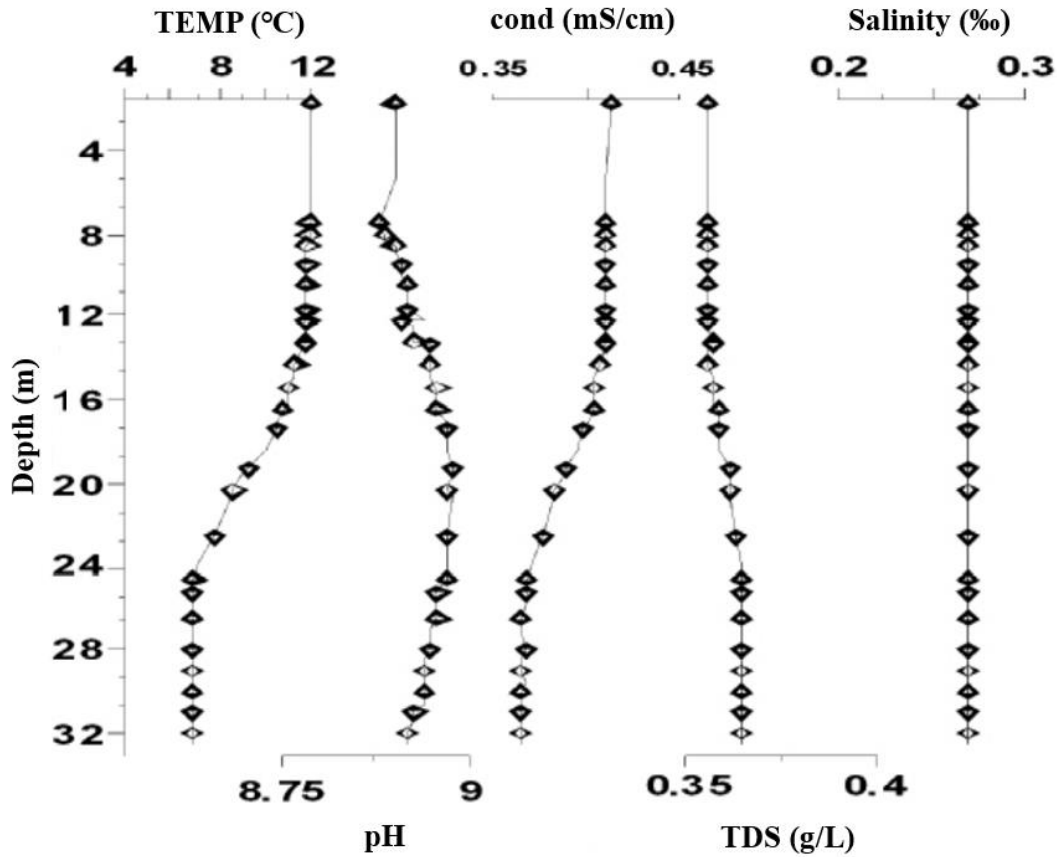 TEMP (°C) cond (mS/cm) Salinity (‰)
4 8 12 0.35 0.45 0.2 0.3
4
8
12
16
20
24
28
32
Depth (m)
8.75 9 0.35 0.4
pH TDS (g/L)